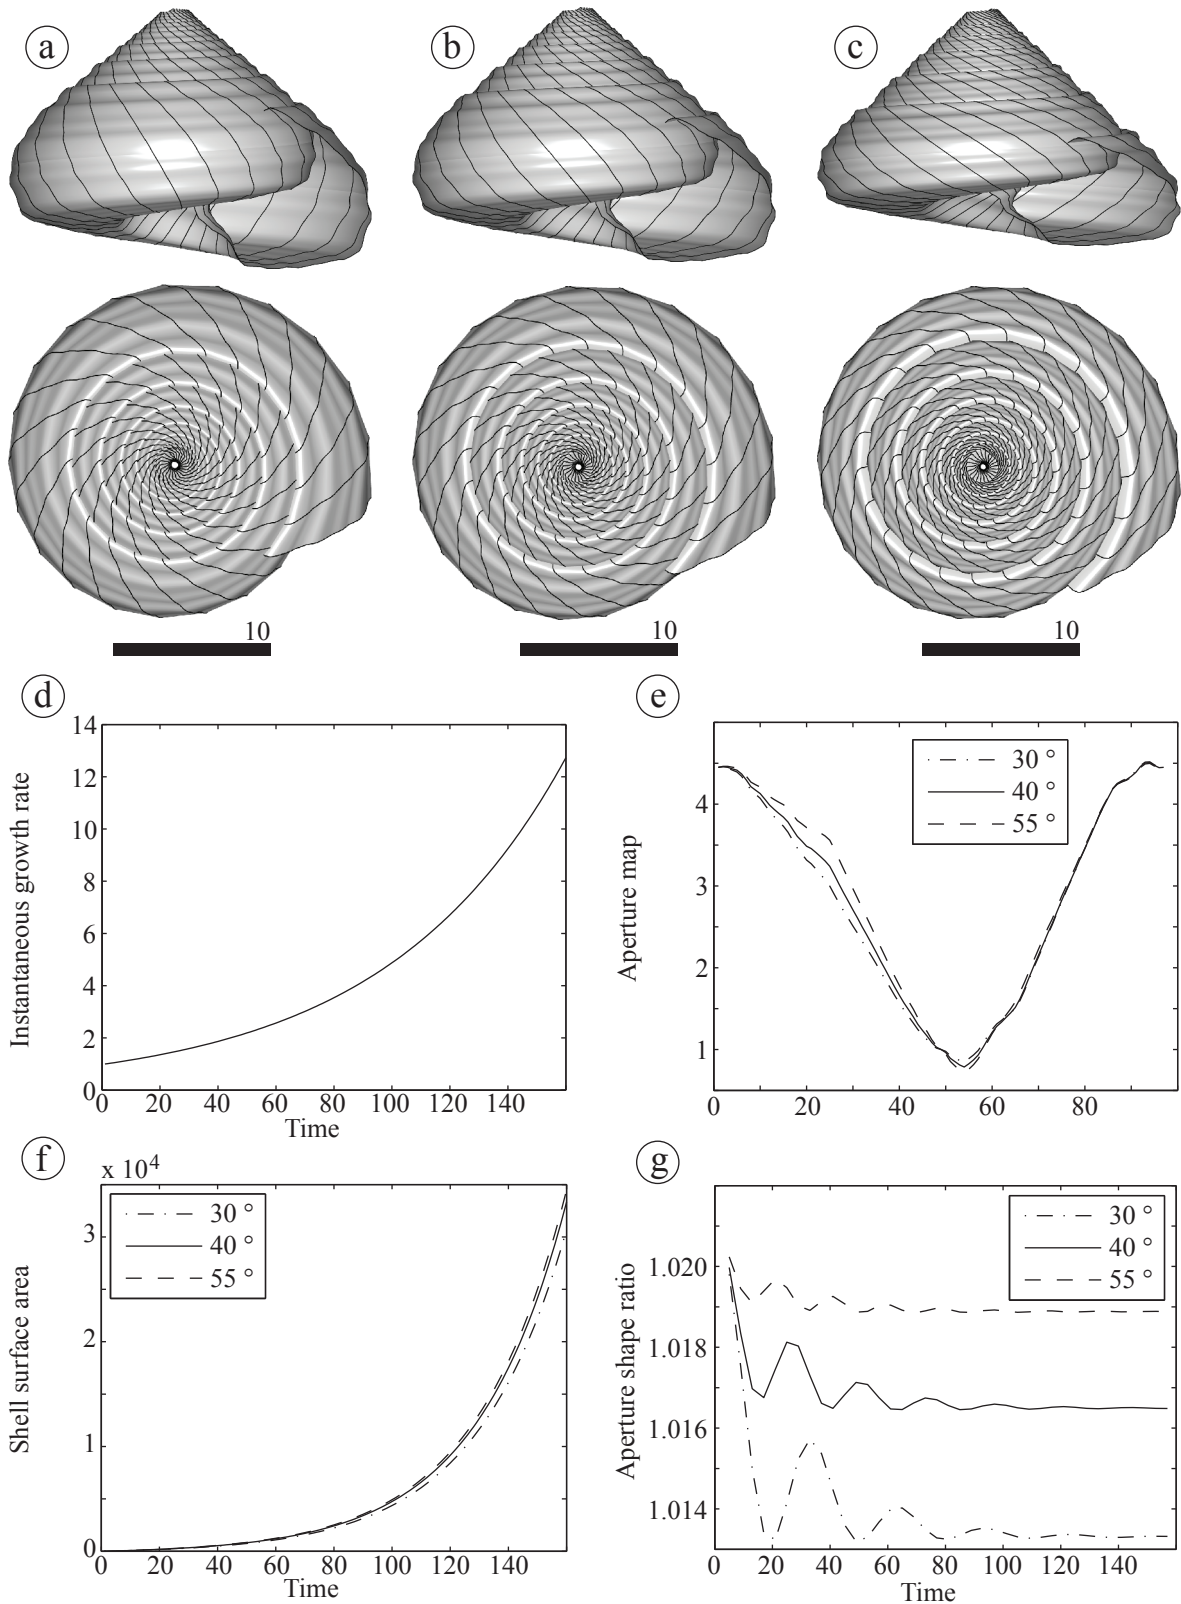 a
b
c
10
10
10
d
Instantaneous growth rate
14
12
10
8
6
4
2
0
0 20 40 60 80 100 120 140
Time
e
Aperture map
4
3
2
1
0 20 40 60 80
30 °
40 °
55 °
f
x 10⁴
Shell surface area
3
2
1
0
0 20 40 60 80 100 120 140
Time
30 °
40 °
55 °
g
Aperture shape ratio
1.020
1.018
1.016
1.014
0 20 40 60 80 100 120 140
Time
30 °
40 °
55 °